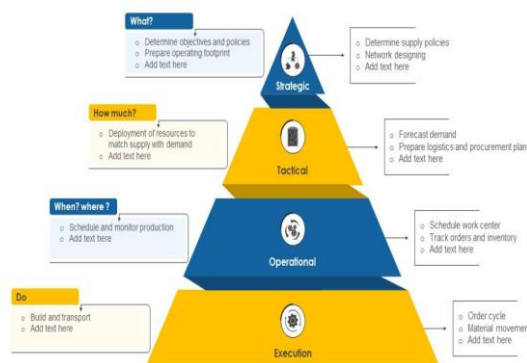 What?
Determine objectives and policies
Prepare operating footprint
Add text here
Strategic
Determine supply policies
Network designing
Add text here
How much?
Deployment of resources to
match supply with demand
Add text here
Tactical
Forecast demand
Prepare logistics and procurement plan
Add text here
When? where ?
Schedule and monitor production
Add text here
Operational
Schedule work center
Track orders and inventory
Add text here
Do
Build and transport
Add text here
Execution
Order cycle
Material movement
Add text here